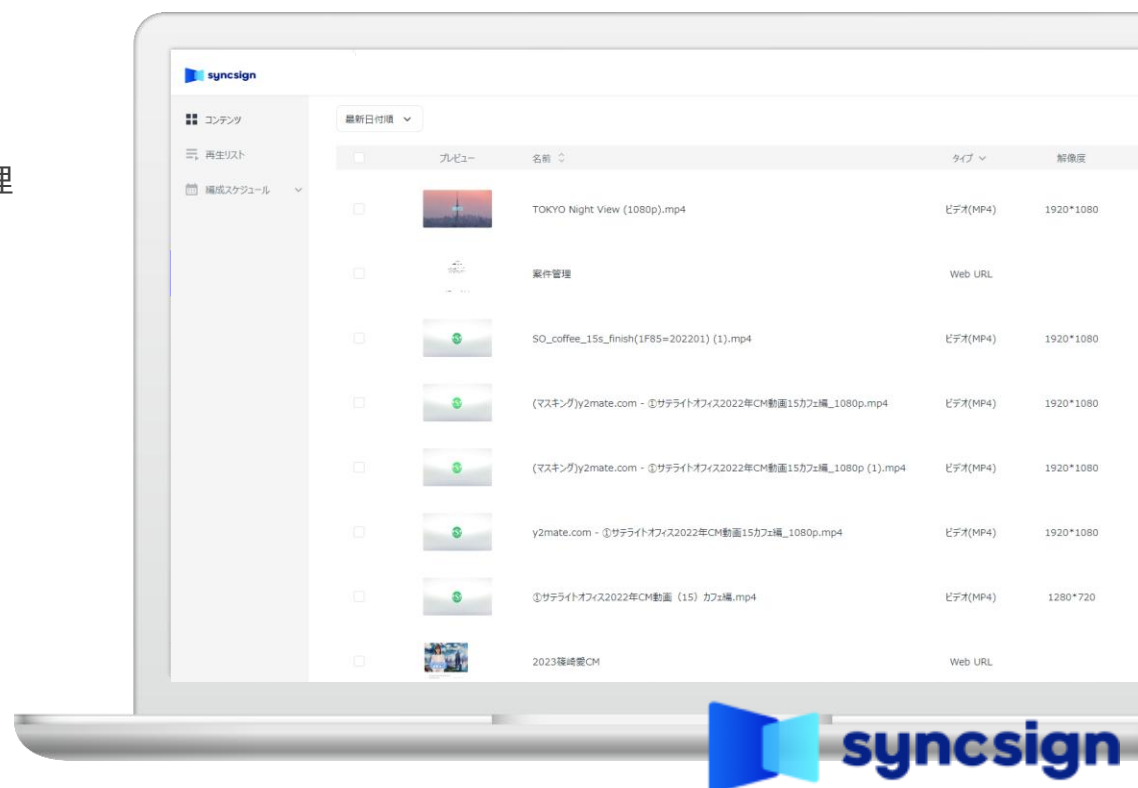 理
syncsign
コンテンツ
再生リスト
編成スケジュール
最新日付順
プレビュー 名前 タイプ 解像度
TOKYO Night View (1080p).mp4 ビデオ(MP4) 1920*1080
案件管理 Web URL
SO_coffee_15s_finish(1F85=202201) (1).mp4 ビデオ(MP4) 1920*1080
(マスキング)y2mate.com - ①サテライトオフィス2022年CM動画15カフェ編_1080p.mp4 ビデオ(MP4) 1920*1080
(マスキング)y2mate.com - ①サテライトオフィス2022年CM動画15カフェ編_1080p (1).mp4 ビデオ(MP4) 1920*1080
y2mate.com - ①サテライトオフィス2022年CM動画15カフェ編_1080p.mp4 ビデオ(MP4) 1920*1080
①サテライトオフィス2022年CM動画（15）カフェ編.mp4 ビデオ(MP4) 1280*720
2023篠崎愛CM Web URL
syncsign